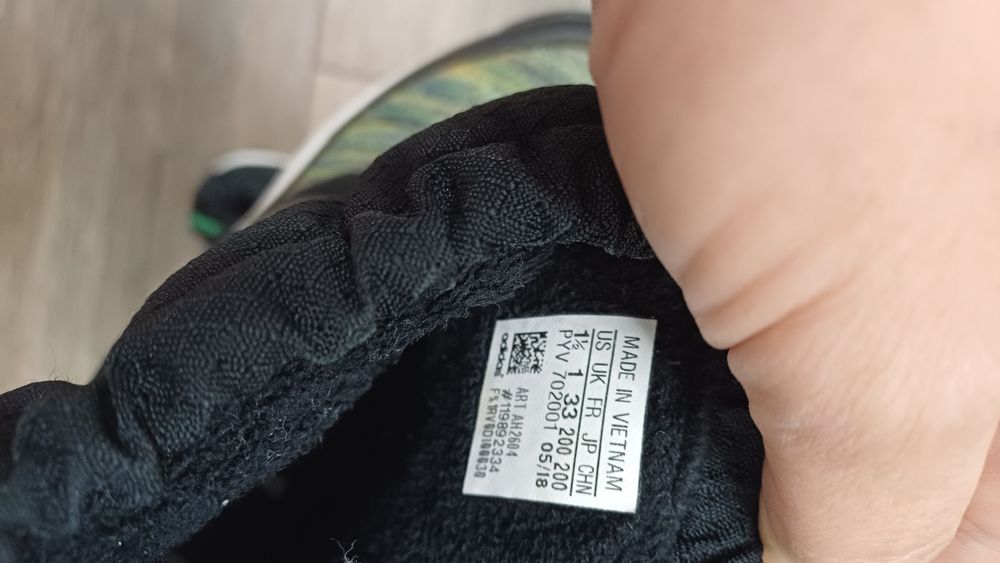 MADE IN VIETNAM
US UK FR JP CHN
1½ 1 33 200 200
PYV 702001 05/18
ART AH2604
#119892334
adidas